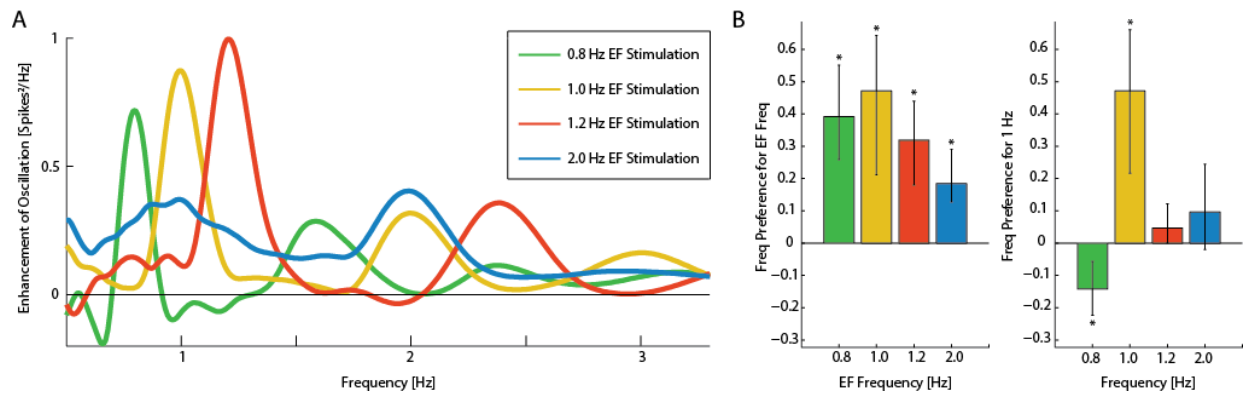 A
Enhancement of Oscillation [Spikes²/Hz]
1
0.5
0
0.8 Hz EF Stimulation
1.0 Hz EF Stimulation
1.2 Hz EF Stimulation
2.0 Hz EF Stimulation
1 2 3
Frequency [Hz]
B
Freq Preference for EF Freq
0.6
0.5
0.4
0.3
0.2
0.1
0
−0.1
−0.2
−0.3
* * * *
0.8 1.0 1.2 2.0
EF Frequency [Hz]
Freq Preference for 1 Hz
0.6
0.5
0.4
0.3
0.2
0.1
0
−0.1
−0.2
−0.3
*
*
0.8 1.0 1.2 2.0
Frequency [Hz]